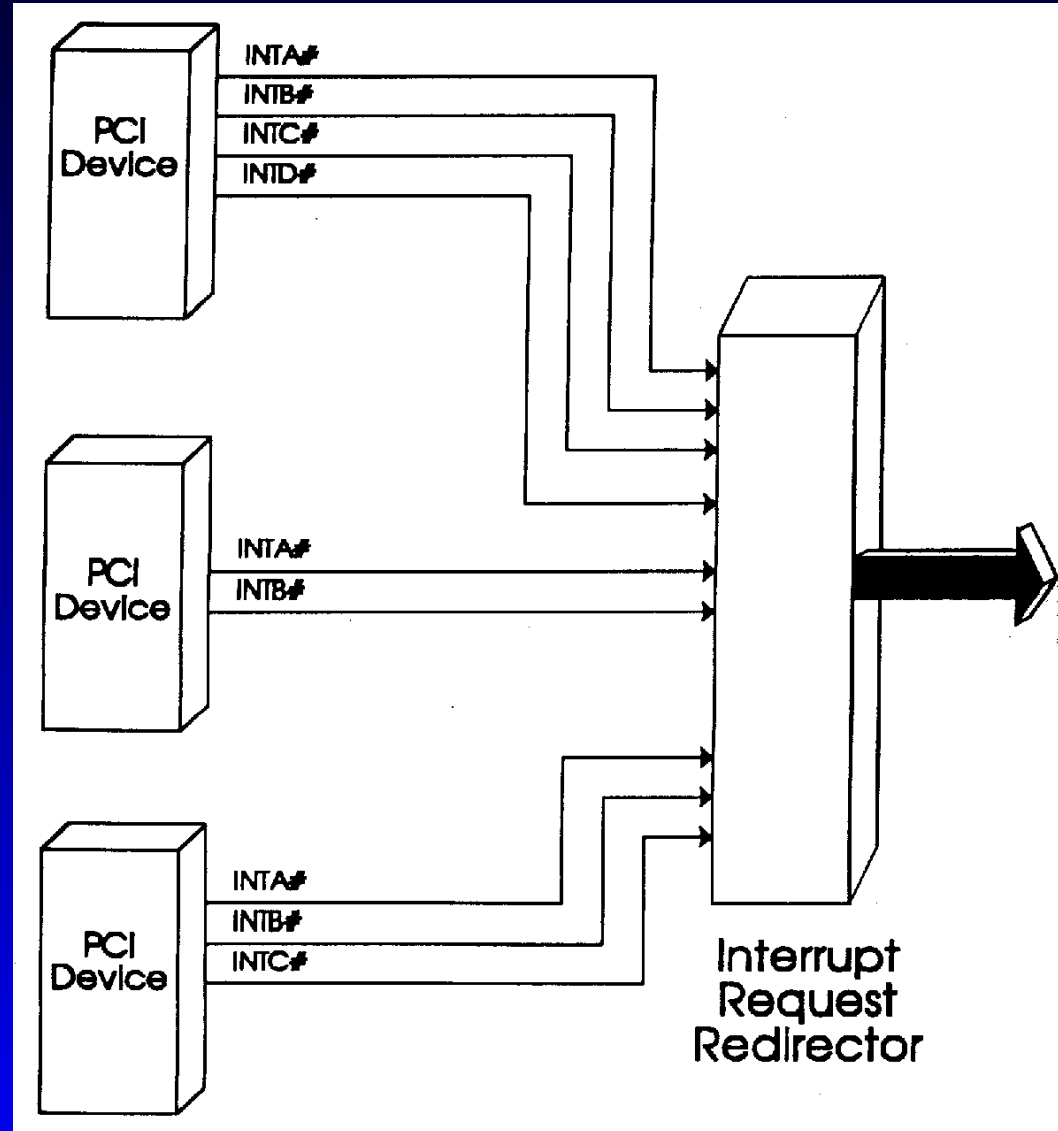 PCI
Device
INTA#
INTB#
INTC#
INTD#
PCI
Device
INTA#
INTB#
PCI
Device
INTA#
INTB#
INTC#
Interrupt
Request
Redirector